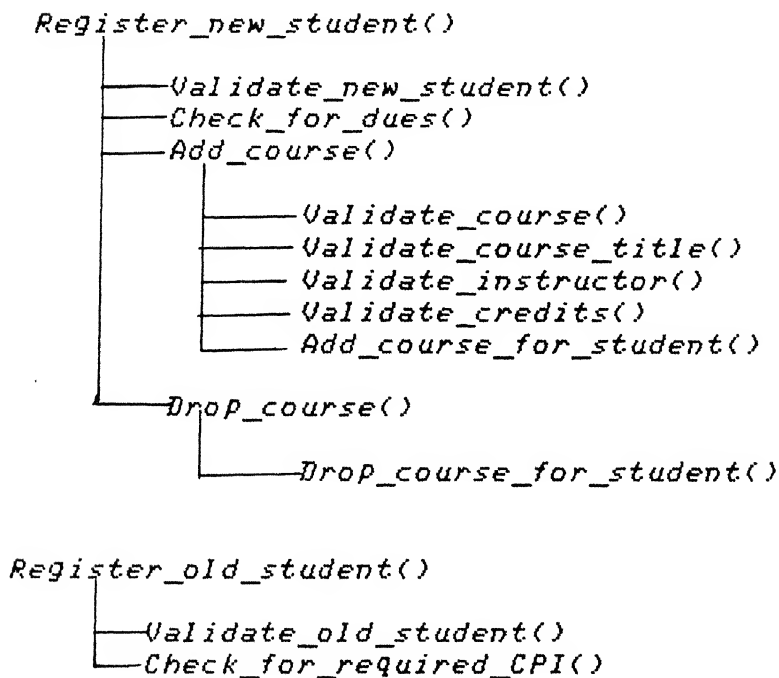 Register_new_student()
Validate_new_student()
Check_for_dues()
Add_course()
Validate_course()
Validate_course_title()
Validate_instructor()
Validate_credits()
Add_course_for_student()
Drop_course()
Drop_course_for_student()
Register_old_student()
Validate_old_student()
Check_for_required_CPI()